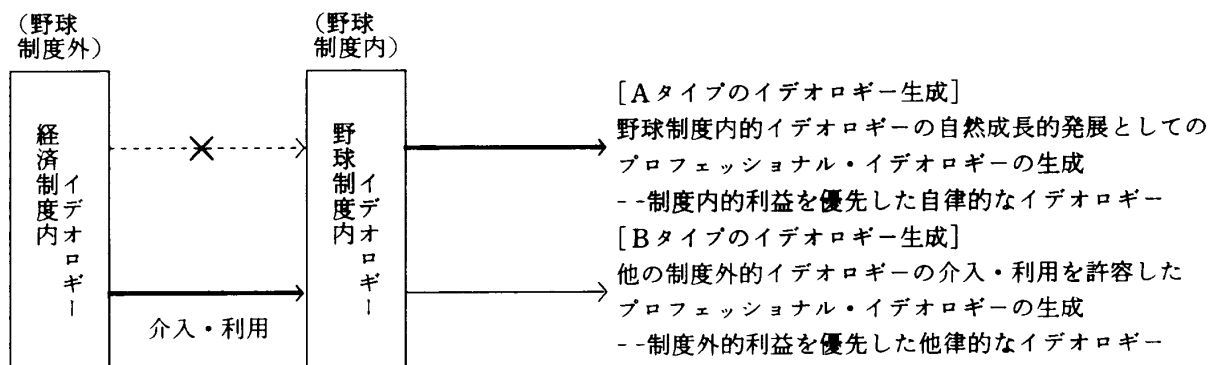 (野球
制度外)
(野球
制度内)
経済制度内
イデオロギー
野球制度内
イデオロギー
介入・利用
[Aタイプのイデオロギー生成]
野球制度内的イデオロギーの自然成長的発展としての
プロフェッショナル・イデオロギーの生成
--制度内的利益を優先した自律的なイデオロギー
[Bタイプのイデオロギー生成]
他の制度外的イデオロギーの介入・利用を許容した
プロフェッショナル・イデオロギーの生成
--制度外的利益を優先した他律的なイデオロギー